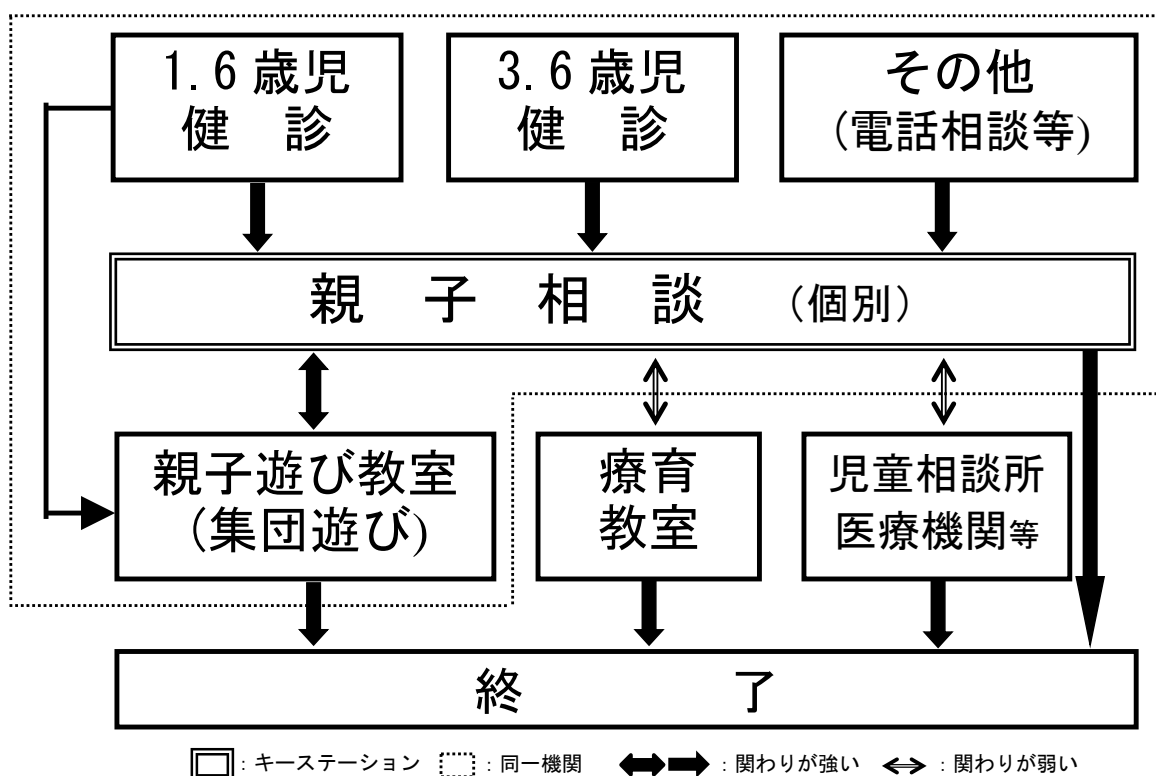 1.6歳児
健 診
3.6歳児
健 診
その他
(電話相談等)
親 子 相 談 (個別)
親子遊び教室
(集団遊び)
療育
教室
児童相談所
医療機関等
終 了
:キーステーション :同一機関 :関わりが強い :関わりが弱い